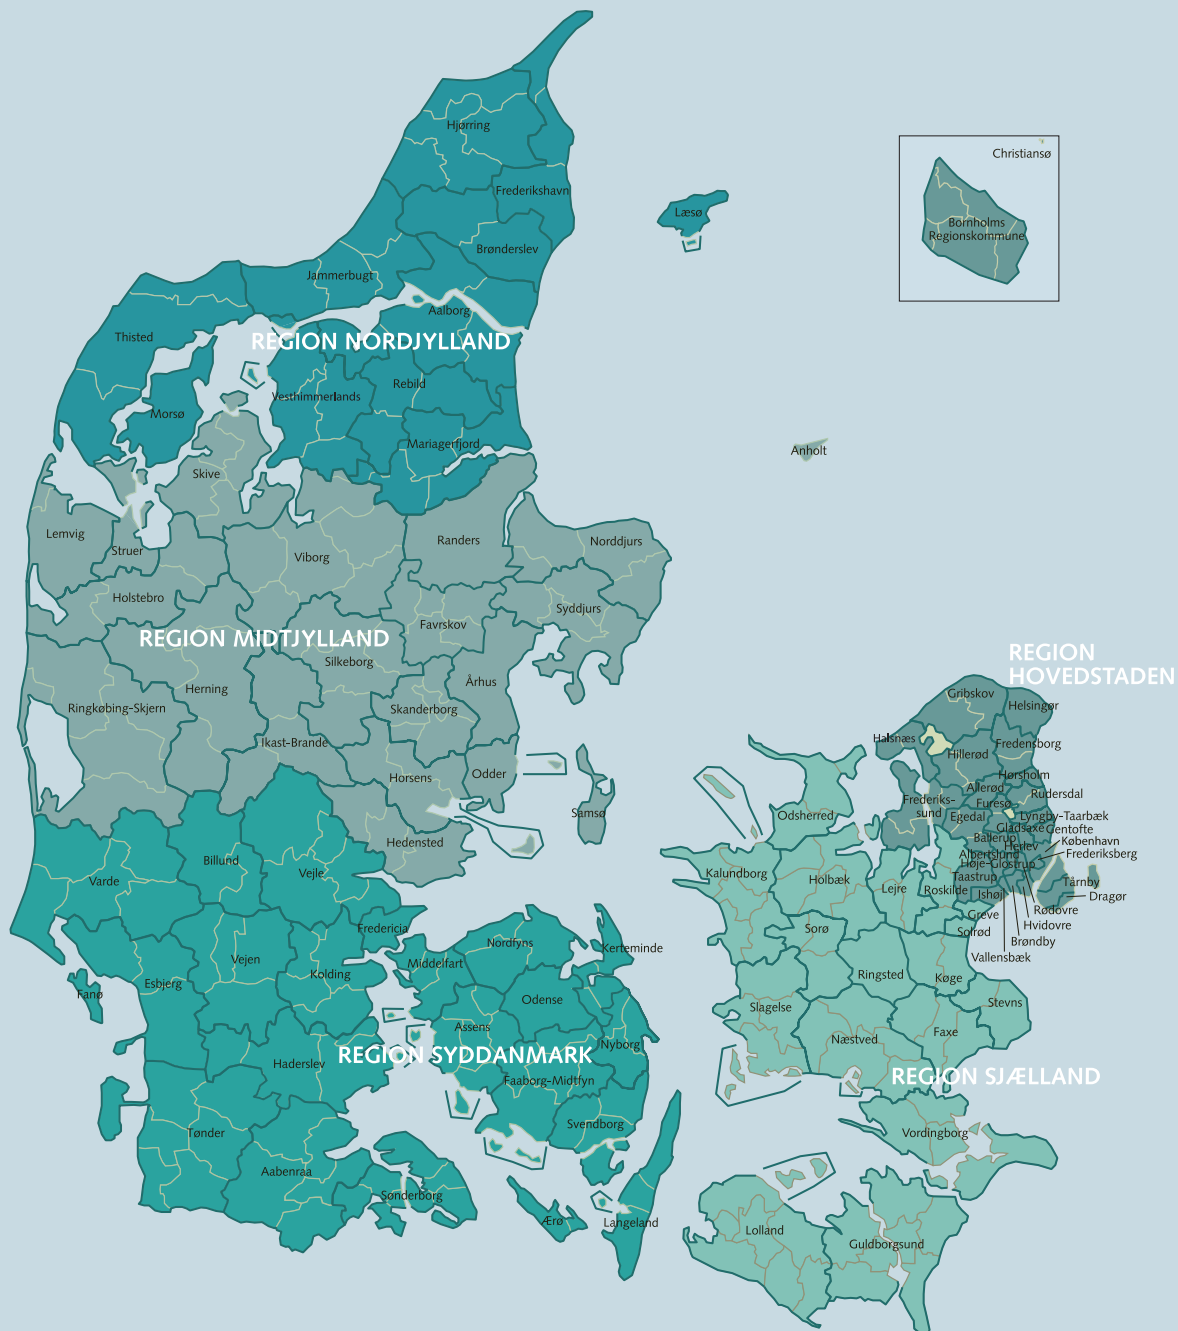 Hjørring
Christiansø
Frederikshavn
Læsø
Bornholms
Regionskommune
Brønderslev
Jammerbugt
Aalborg
Thisted
REGION NORDJYLLAND
Rebild
Vesthimmerlands
Morsø
Mariagerfjord
Anholt
Skive
Lemvig
Randers
Norddjurs
Struer
Viborg
Holstebro
Syddjurs
Favrskov
REGION MIDTJYLLAND
Silkeborg
Århus
Herning
Ringkøbing-Skjern
Skanderborg
Ikast-Brande
Horsens
Odder
Samsø
Hedensted
REGION
HOVEDSTADEN
Gribskov
Helsingør
Halsnæs
Fredensborg
Hillerød
Hørsholm
Allerød
Rudersdal
Frederiks-
sund
Furesø
Egedal
Lyngby-Taarbæk
Gladsaxe
Gentofte
Ballerup
København
Herlev
Frederiksberg
Albertslund
Høje-
Taastrup
Glostrup
Tårnby
Ishøj
Dragør
Rødovre
Hvidovre
Brøndby
Vallensbæk
Odsherred
Kalundborg
Holbæk
Lejre
Roskilde
Greve
Solrød
Sorø
Ringsted
Køge
Stevns
Slagelse
Næstved
Faxe
REGION SJÆLLAND
Vordingborg
Lolland
Guldborgsund
Billund
Vejle
Varde
Fredericia
Nordfyns
Kerteminde
Middelfart
Vejen
Kolding
Esbjerg
Fanø
Odense
Assens
Nyborg
REGION SYDDANMARK
Haderslev
Faaborg-Midtfyn
Svendborg
Tønder
Aabenraa
Sønderborg
Ærø
Langeland